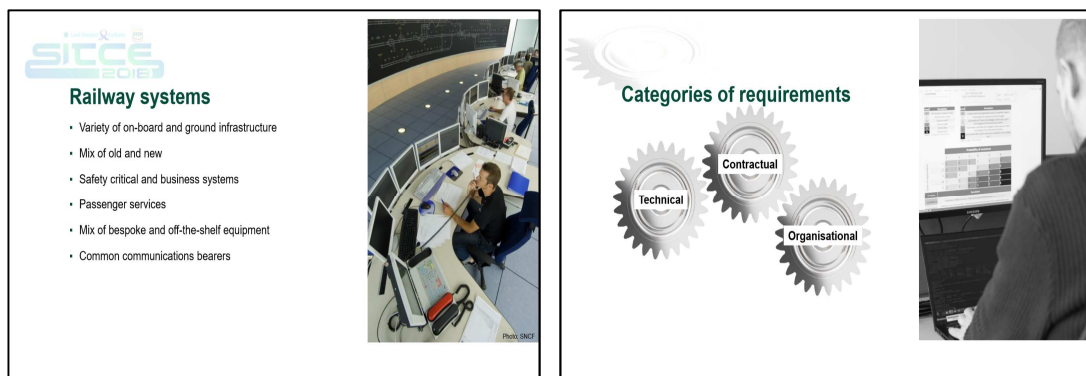 SITCE
2018
Railway systems
▪ Variety of on-board and ground infrastructure
▪ Mix of old and new
▪ Safety critical and business systems
▪ Passenger services
▪ Mix of bespoke and off-the-shelf equipment
▪ Common communications bearers
Photo: SNCF
Categories of requirements
Contractual
Technical
Organisational
SAMSUNG